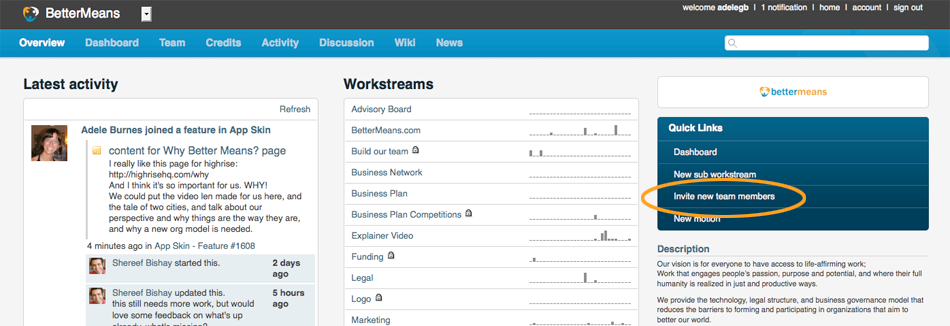 BetterMeans
welcome adelegb | 1 notification | home | account | sign out
Overview Dashboard Team Credits Activity Discussion Wiki News
Latest activity
Refresh
Adele Burnes joined a feature in App Skin
content for Why Better Means? page
I really like this page for highrise:
http://highrisehq.com/why
And I think it's so important for us. WHY!
We could put the video len made for us here, and
the tale of two cities, and talk about our
perspective and why things are the way they are,
and why a new org model is needed.
4 minutes ago in App Skin - Feature #1608
Shereef Bishay started this. 2 days
ago
Shereef Bishay updated this. 5 hours
this still needs more work, but would ago
love some feedback on what's up
already. what's missing?
Workstreams
Advisory Board
BetterMeans.com
Build our team
Business Network
Business Plan
Business Plan Competitions
Explainer Video
Funding
Legal
Logo
Marketing
bettermeans
Quick Links
Dashboard
New sub workstream
Invite new team members
New motion
Description
Our vision is for everyone to have access to life-affirming work;
Work that engages people's passion, purpose and potential, and where their full
humanity is realized in just and productive ways.
We provide the technology, legal structure, and business governance model that
reduces the barriers to forming and participating in organizations that aim to
better our world.